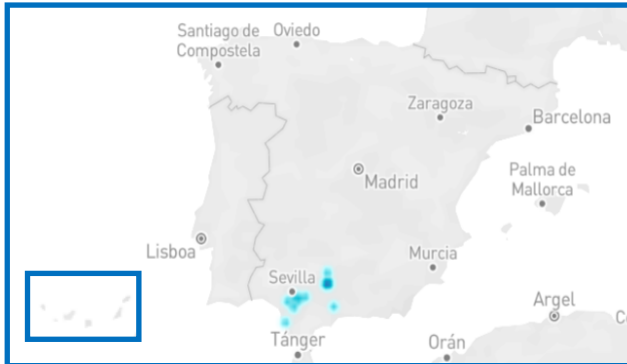 Santiago de
Compostela
Oviedo
Zaragoza
Barcelona
Madrid
Palma de
Mallorca
Lisboa
Murcia
Sevilla
Argel
Tánger
Orán